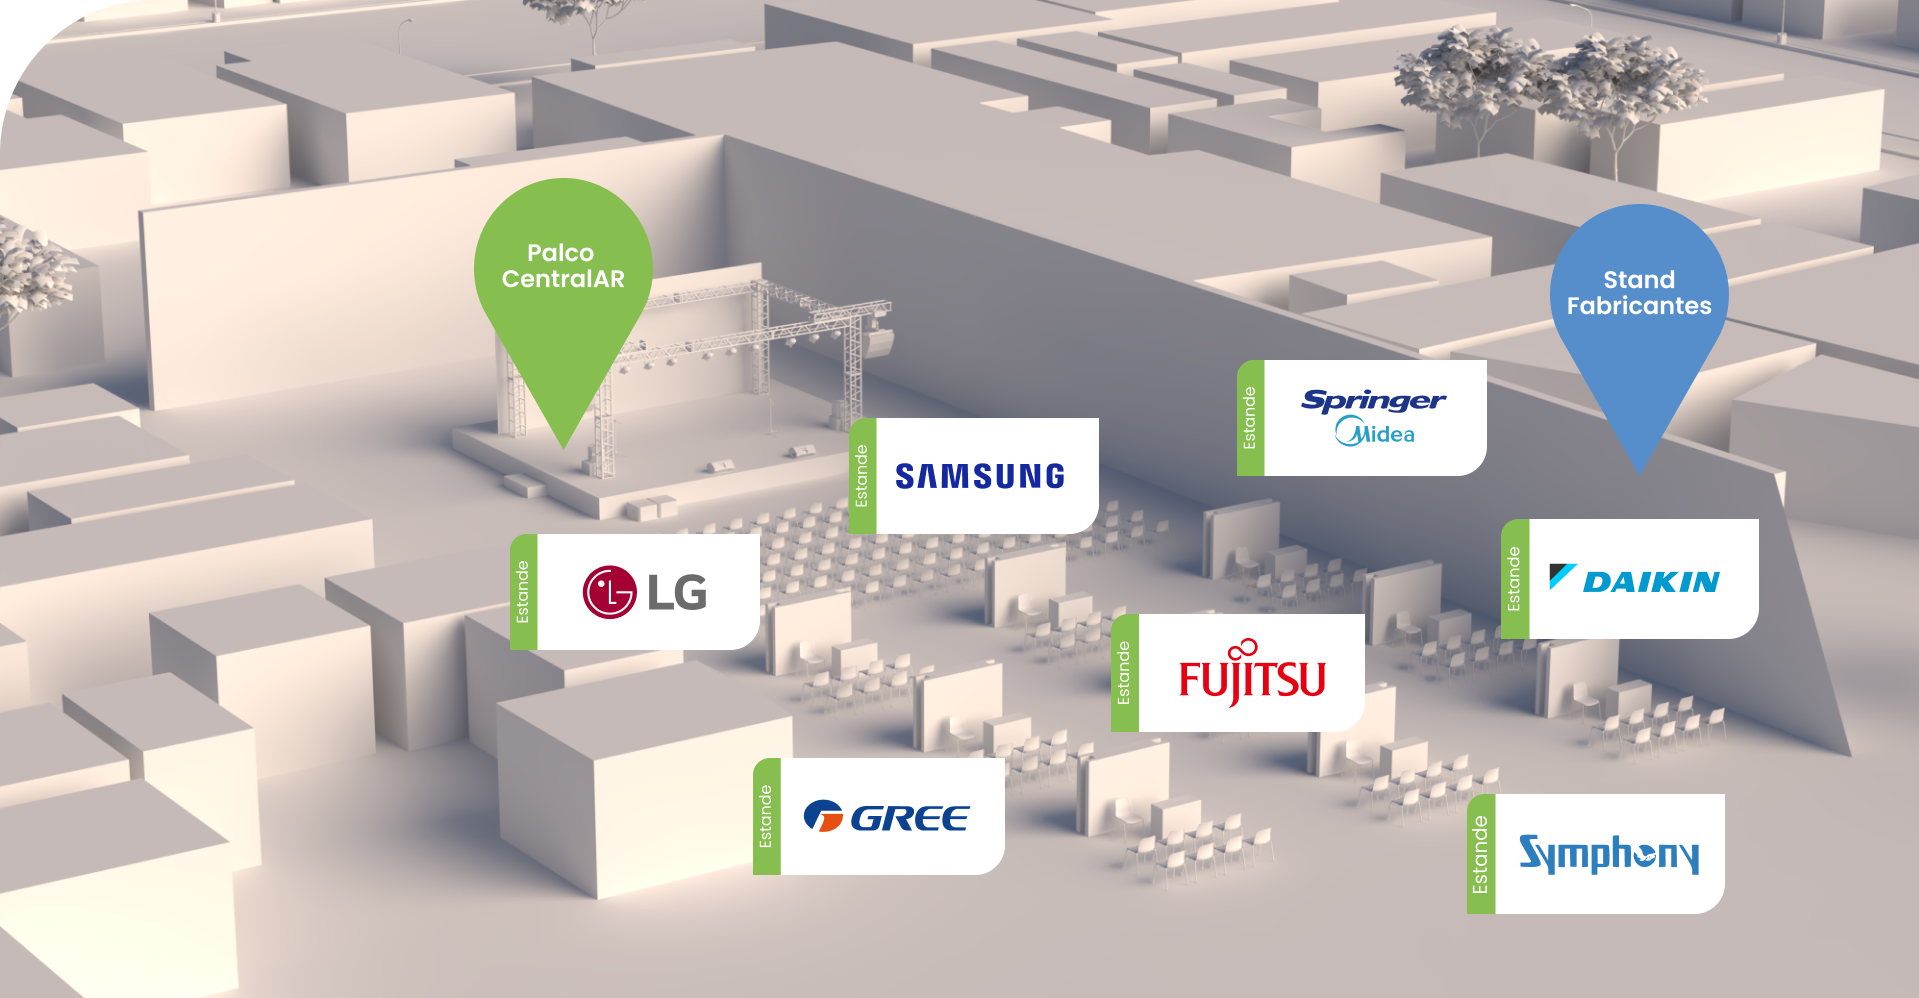 Palco
CentralAR
Stand
Fabricantes
Estande
Springer
Midea
Estande
SAMSUNG
Estande
LG
Estande
DAIKIN
Estande
FUJITSU
Estande
GREE
Estande
Symphony